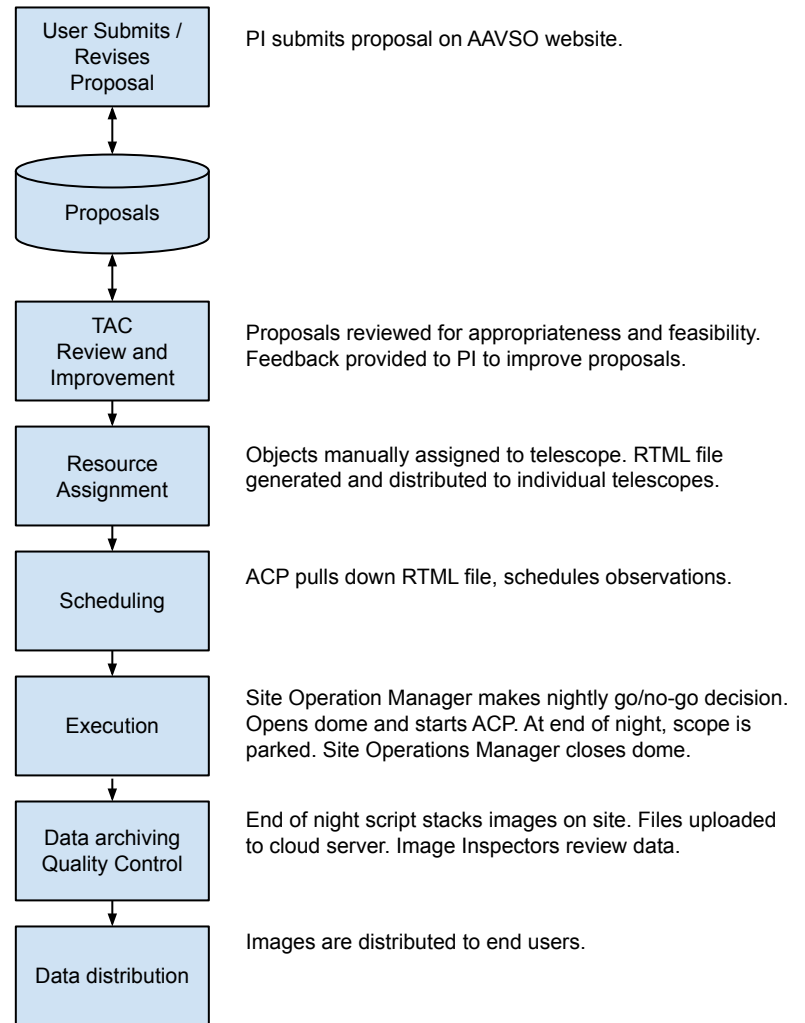 User Submits /
Revises
Proposal
PI submits proposal on AAVSO website.
Proposals
TAC
Review and
Improvement
Proposals reviewed for appropriateness and feasibility.
Feedback provided to PI to improve proposals.
Resource
Assignment
Objects manually assigned to telescope. RTML file
generated and distributed to individual telescopes.
Scheduling
ACP pulls down RTML file, schedules observations.
Execution
Site Operation Manager makes nightly go/no-go decision.
Opens dome and starts ACP. At end of night, scope is
parked. Site Operations Manager closes dome.
Data archiving
Quality Control
End of night script stacks images on site. Files uploaded
to cloud server. Image Inspectors review data.
Data distribution
Images are distributed to end users.